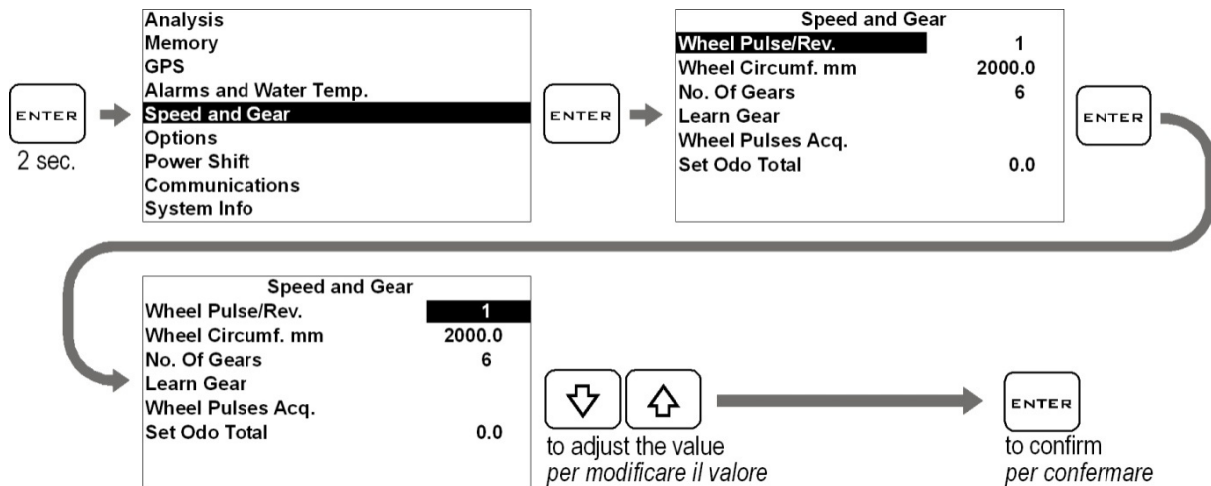 ENTER
2 sec.
Analysis
Memory
GPS
Alarms and Water Temp.
Speed and Gear
Options
Power Shift
Communications
System Info
ENTER
Speed and Gear
Wheel Pulse/Rev. 1
Wheel Circumf. mm 2000.0
No. Of Gears 6
Learn Gear
Wheel Pulses Acq.
Set Odo Total 0.0
ENTER
Speed and Gear
Wheel Pulse/Rev. 1
Wheel Circumf. mm 2000.0
No. Of Gears 6
Learn Gear
Wheel Pulses Acq.
Set Odo Total 0.0
to adjust the value
per modificare il valore
ENTER
to confirm
per confermare